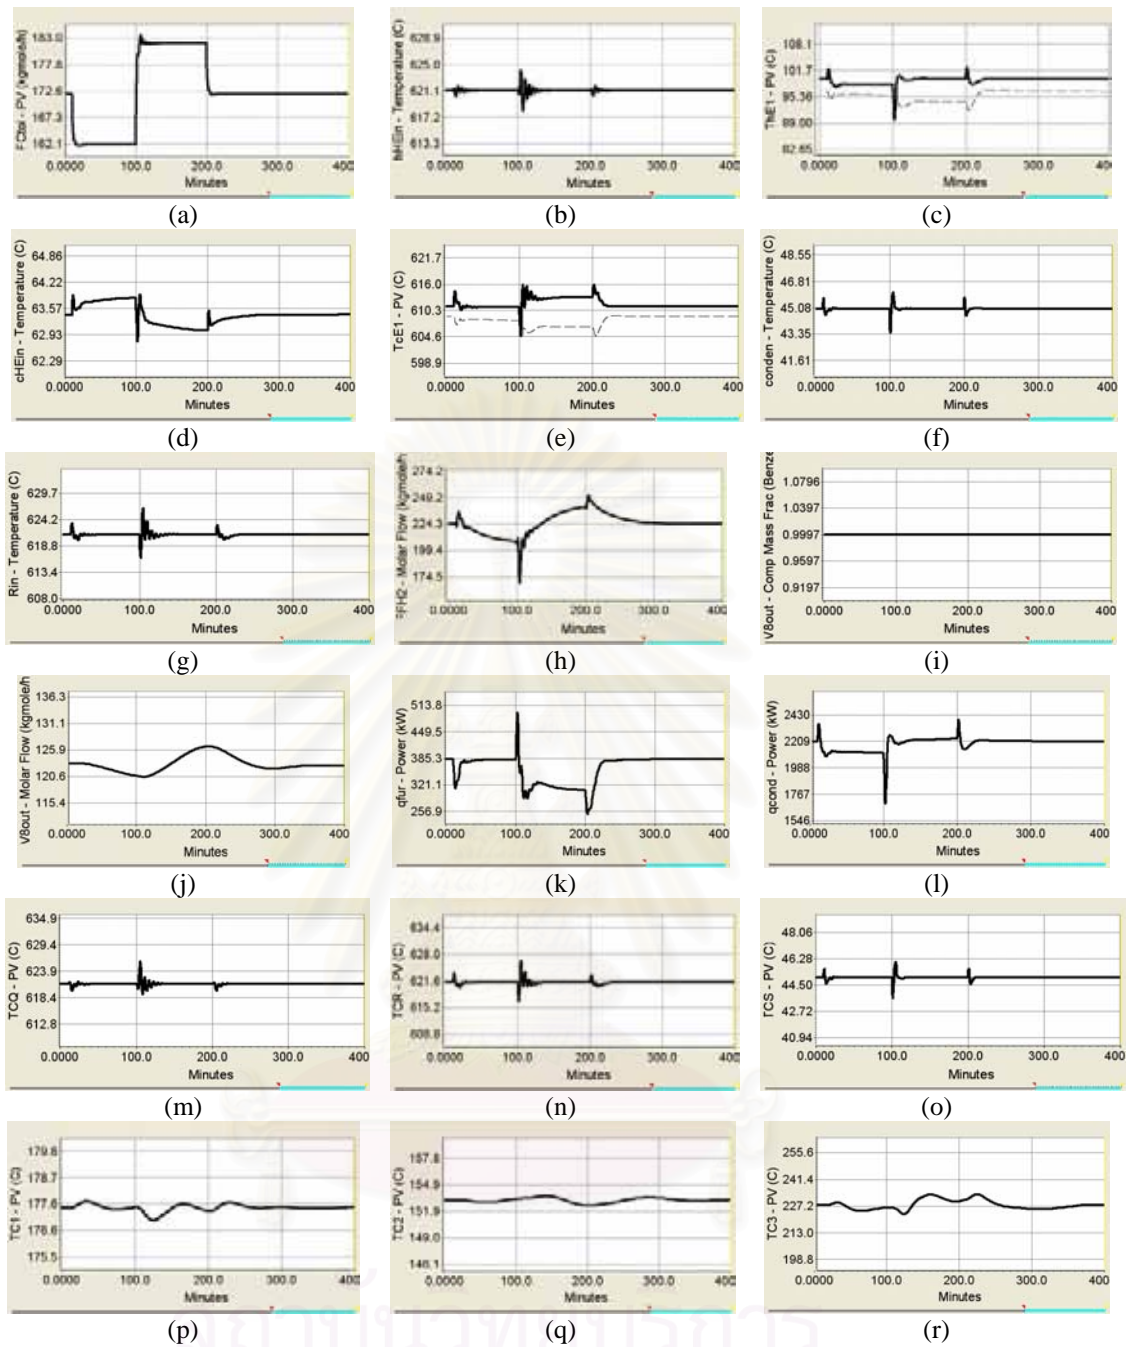 FCtol - PV (kgmole/h)
183.0
177.8
172.6
167.3
162.1
0.0000 100.0 200.0 300.0 400
Minutes
(a)
hHEin - Temperature (C)
628.9
625.0
621.1
617.2
613.3
0.0000 100.0 200.0 300.0 400
Minutes
(b)
ThE1 - PV (C)
108.1
101.7
95.36
89.00
82.65
0.0000 100.0 200.0 300.0 400
Minutes
(c)
cHEin - Temperature (C)
64.86
64.22
63.57
62.93
62.29
0.0000 100.0 200.0 300.0 400
Minutes
(d)
TcE1 - PV (C)
621.7
616.0
610.3
604.6
598.9
0.0000 100.0 200.0 300.0 400
Minutes
(e)
conden - Temperature (C)
48.55
46.81
45.08
43.35
41.61
0.0000 100.0 200.0 300.0 400
Minutes
(f)
Rin - Temperature (C)
629.7
624.2
618.8
613.4
608.0
0.0000 100.0 200.0 300.0 400
Minutes
(g)
FFH2 - Molar Flow (kgmole/h
274.2
249.2
224.3
199.4
174.5
0.0000 100.0 200.0 300.0 400
Minutes
(h)
V8out - Comp Mass Frac (Benze
1.0796
1.0397
0.9997
0.9597
0.9197
0.0000 100.0 200.0 300.0 400
Minutes
(i)
V8out - Molar Flow (kgmole/h
136.3
131.1
125.9
120.6
115.4
0.0000 100.0 200.0 300.0 400
Minutes
(j)
qfur - Power (kW)
513.8
449.5
385.3
321.1
256.9
0.0000 100.0 200.0 300.0 400
Minutes
(k)
qcond - Power (kW)
2430
2209
1988
1767
1546
0.0000 100.0 200.0 300.0 400
Minutes
(l)
TCQ - PV (C)
634.9
629.4
623.9
618.4
612.8
0.0000 100.0 200.0 300.0 400
Minutes
(m)
TCR - PV (C)
634.4
628.0
621.6
615.2
608.8
0.0000 100.0 200.0 300.0 400
Minutes
(n)
TCS - PV (C)
48.06
46.28
44.50
42.72
40.94
0.0000 100.0 200.0 300.0 400
Minutes
(o)
TC1 - PV (C)
179.8
178.7
177.6
176.6
175.5
0.0000 100.0 200.0 300.0 400
Minutes
(p)
TC2 - PV (C)
157.8
154.9
151.9
149.0
146.1
0.0000 100.0 200.0 300.0 400
Minutes
(q)
TC3 - PV (C)
255.6
241.4
227.2
213.0
198.8
0.0000 100.0 200.0 300.0 400
Minutes
(r)